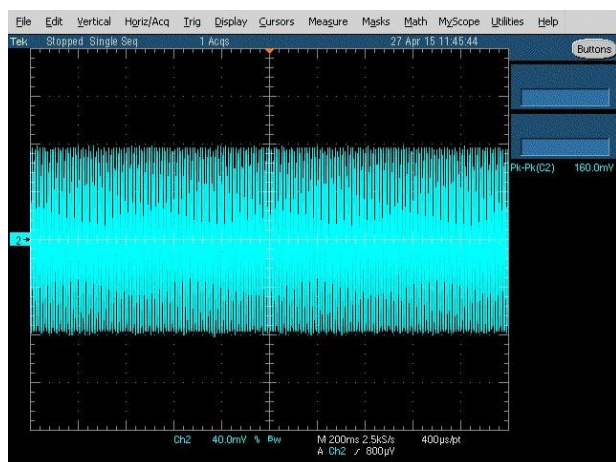 File Edit Vertical Horiz/Acq Trig Display Cursors Measure Masks Math MyScope Utilities Help
Tek Stopped Single Seq 1 Acqs 27 Apr 15 11:45:44 Buttons
Pk-Pk(C2) 160.0mV
2
Ch2 40.0mV % Bw M 200ms 2.5kS/s 400µs/pt
A Ch2 ∕ 800µV